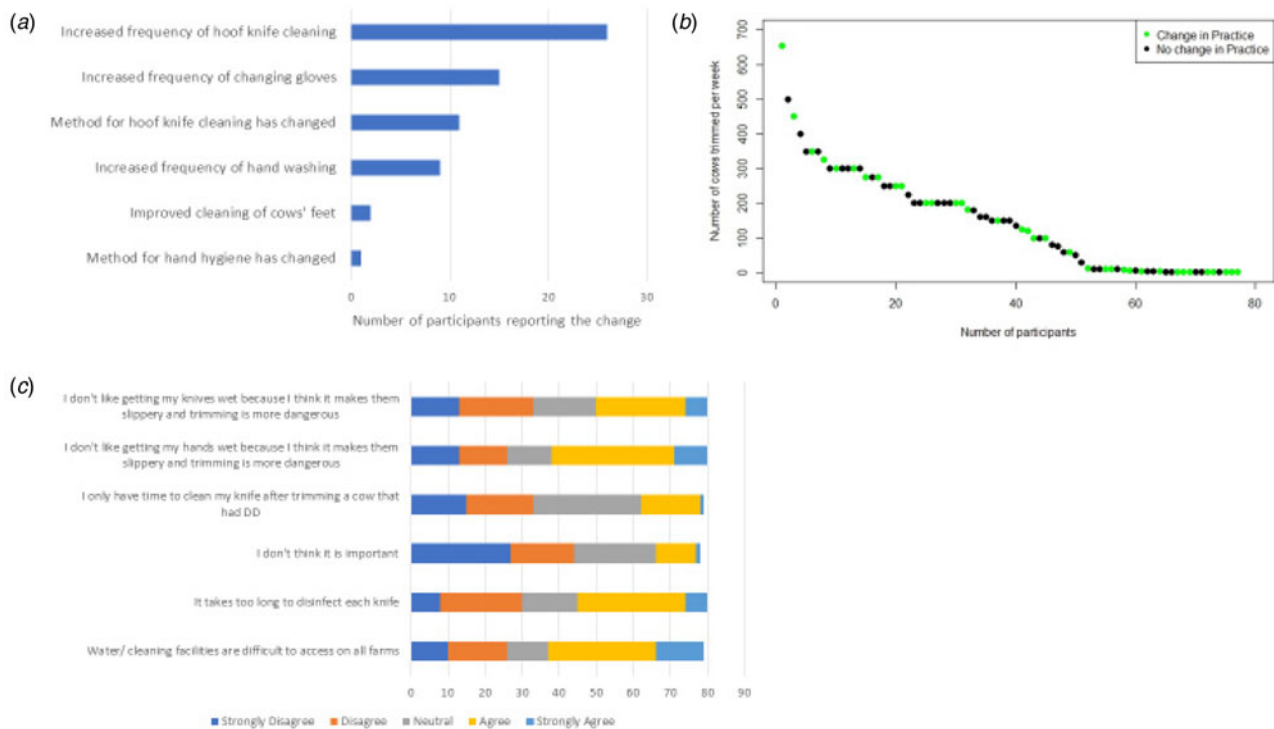 (a)
Increased frequency of hoof knife cleaning
Increased frequency of changing gloves
Method for hoof knife cleaning has changed
Increased frequency of hand washing
Improved cleaning of cows' feet
Method for hand hygiene has changed
0 10 20 30
Number of participants reporting the change
(b)
Number of cows trimmed per week
700
600
500
400
300
200
100
0
Change in Practice
No change in Practice
0 20 40 60 80
Number of participants
(c)
I don't like getting my knives wet because I think it makes them
slippery and trimming is more dangerous
I don't like getting my hands wet because I think it makes them
slippery and trimming is more dangerous
I only have time to clean my knife after trimming a cow that
had DD
I don't think it is important
It takes too long to disinfect each knife
Water/ cleaning facilities are difficult to access on all farms
0 10 20 30 40 50 60 70 80 90
Strongly Disagree Disagree Neutral Agree Strongly Agree